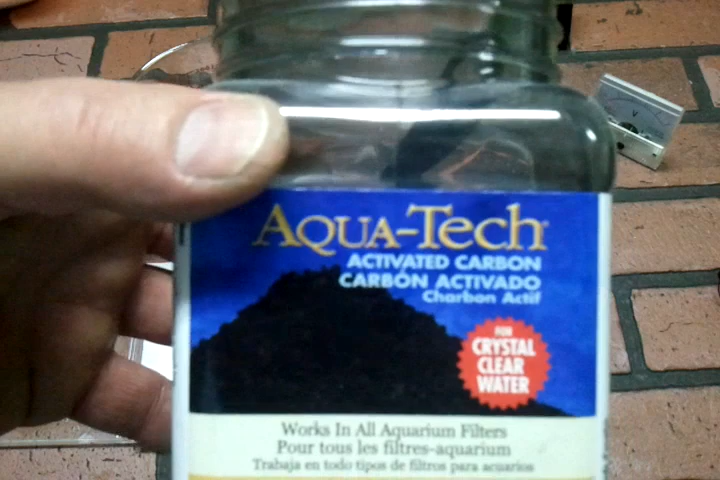 AQUA-TECH
ACTIVATED CARBON
CARBÓN ACTIVADO
Charbon Actif
FOR
CRYSTAL
CLEAR
WATER
Works In All Aquarium Filters
Pour tous les filtres-aquarium
Trabaja en todo tipos de filtros para acuarios
V